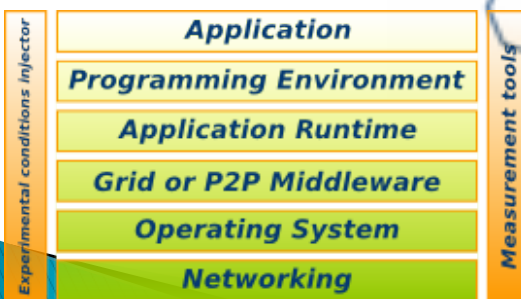 Experimental conditions injector
Application
Programming Environment
Application Runtime
Grid or P2P Middleware
Operating System
Networking
Measurement tools